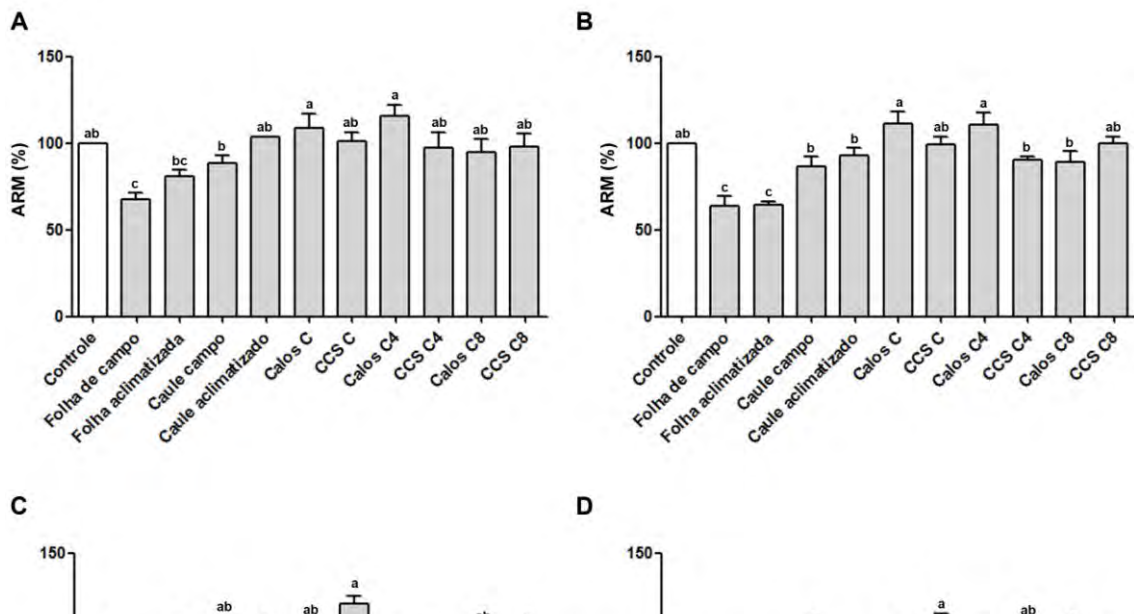 A
150
100
50
0
ARM (%)
ab
c
bc
b
ab
a
ab
a
ab
ab
ab
Controle
Folha de campo
Folha aclimatizada
Caule campo
Caule aclimatizado
Calos C
CCS C
Calos C4
CCS C4
Calos C8
CCS C8
B
150
100
50
0
ARM (%)
ab
c
c
b
b
a
ab
a
b
b
ab
Controle
Folha de campo
Folha aclimatizada
Caule campo
Caule aclimatizado
Calos C
CCS C
Calos C4
CCS C4
Calos C8
CCS C8
C
150
ab
ab
a
D
150
a
ab